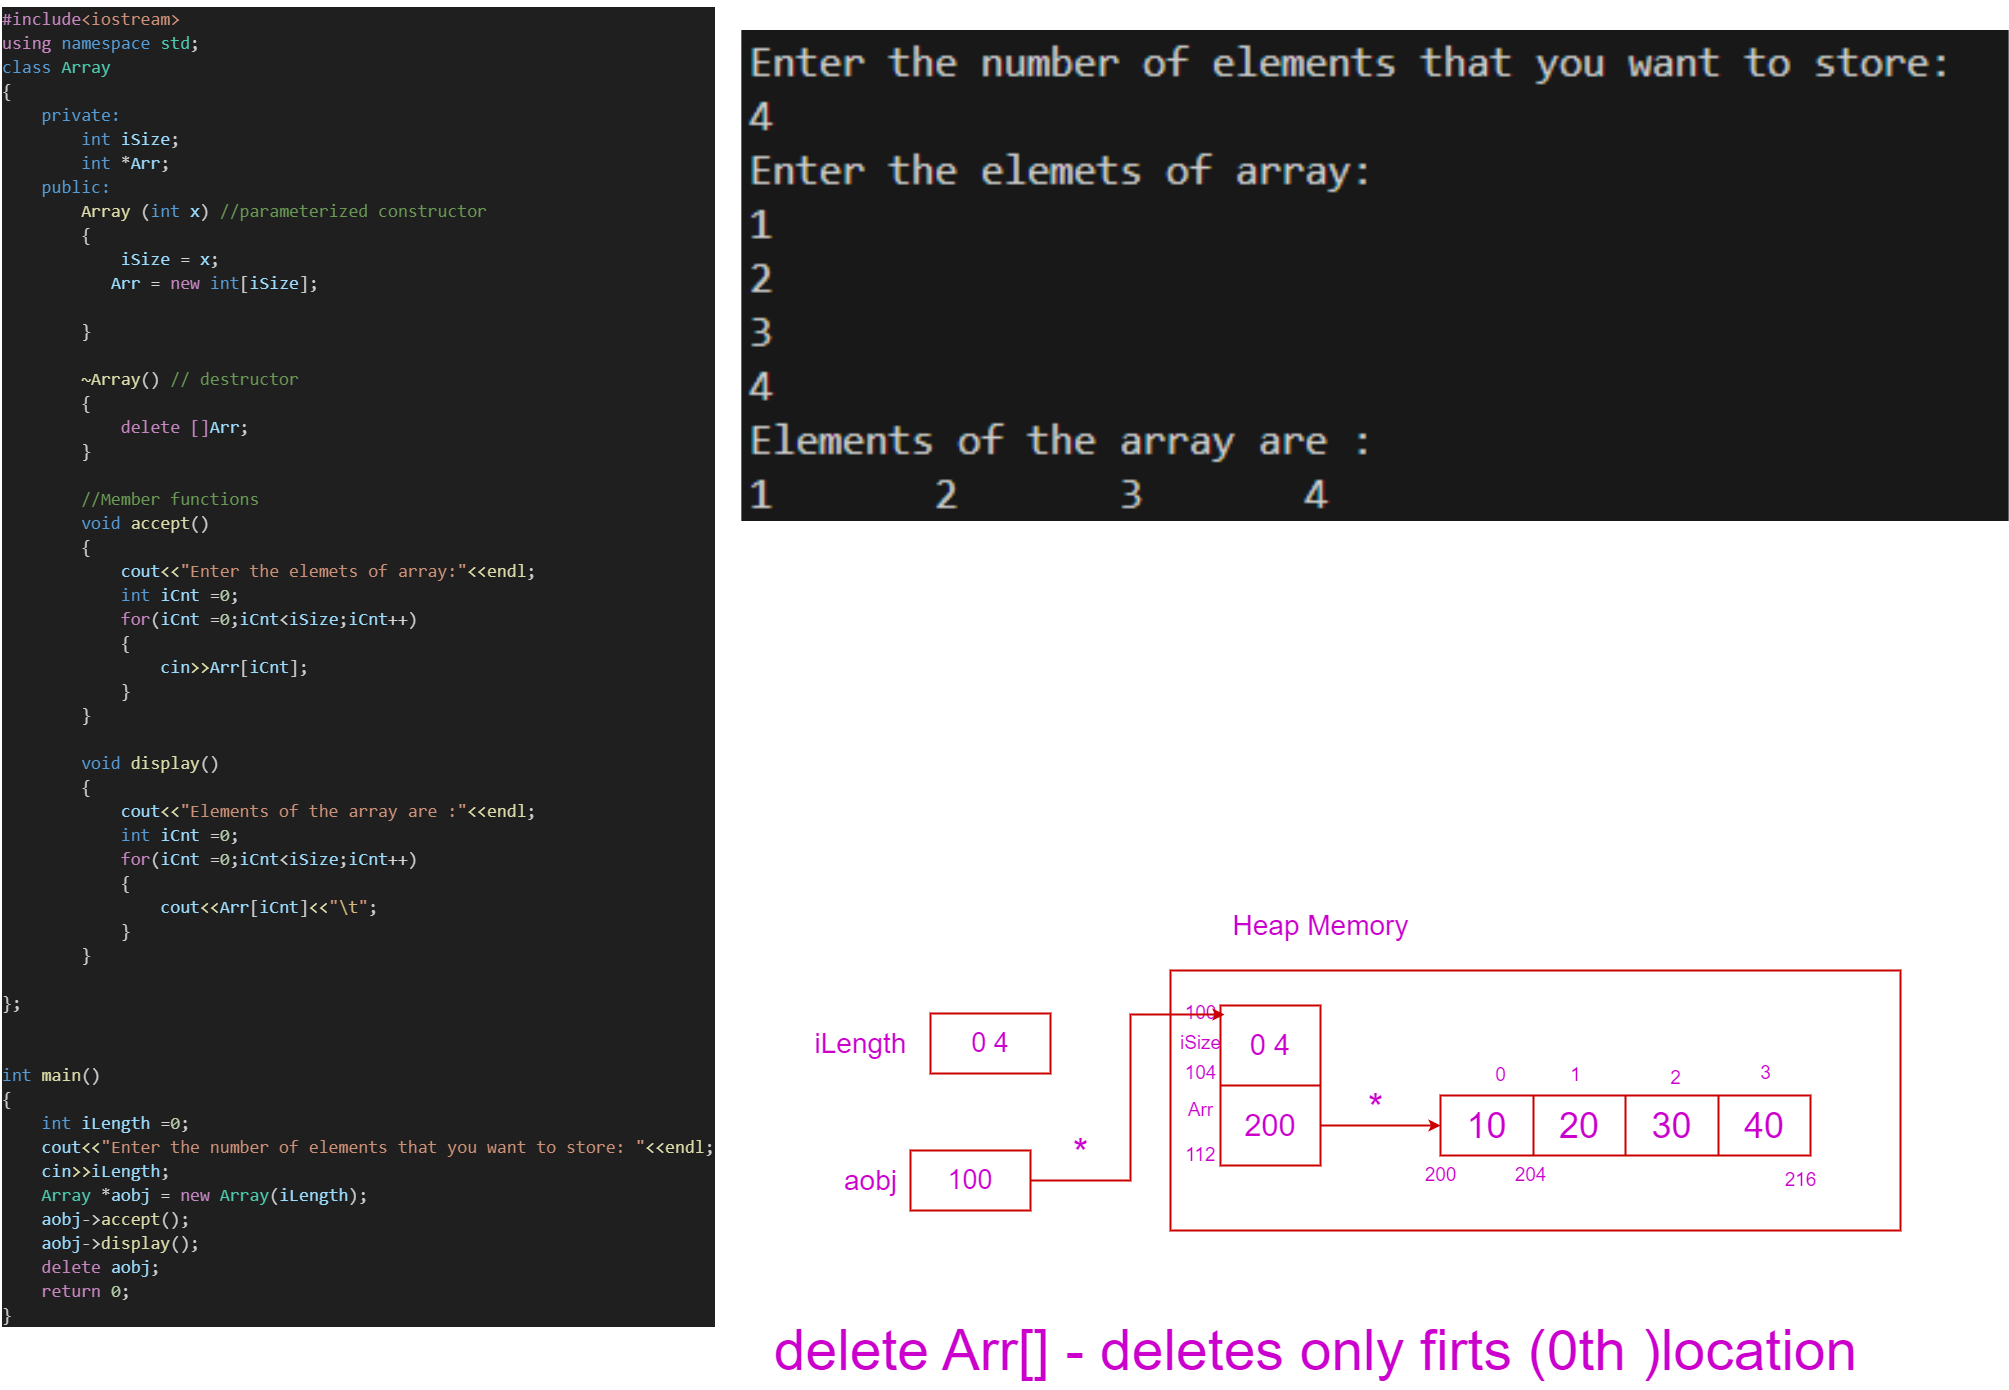 #include<iostream>
using namespace std;
class Array
{
    private:
        int iSize;
        int *Arr;
    public:
        Array (int x) //parameterized constructor
        {
            iSize = x;
           Arr = new int[iSize];

        }

        ~Array() // destructor
        {
            delete []Arr;
        }

        //Member functions
        void accept()
        {
            cout<<"Enter the elemets of array:"<<endl;
            int iCnt =0;
            for(iCnt =0;iCnt<iSize;iCnt++)
            {
                cin>>Arr[iCnt];
            }
        }

        void display()
        {
            cout<<"Elements of the array are :"<<endl;
            int iCnt =0;
            for(iCnt =0;iCnt<iSize;iCnt++)
            {
                cout<<Arr[iCnt]<<"\t";
            }
        }

};


int main()
{
    int iLength =0;
    cout<<"Enter the number of elements that you want to store: "<<endl;
    cin>>iLength;
    Array *aobj = new Array(iLength);
    aobj->accept();
    aobj->display();
    delete aobj;
    return 0;
}
Enter the number of elements that you want to store:
4
Enter the elemets of array:
1
2
3
4
Elements of the array are :
1 2 3 4
Heap Memory
iLength
0 4
aobj
100
*
100
iSize
104
Arr
112
0 4
200
*
0 1 2 3
10 20 30 40
200 204 216
delete Arr[] - deletes only firts (0th )location